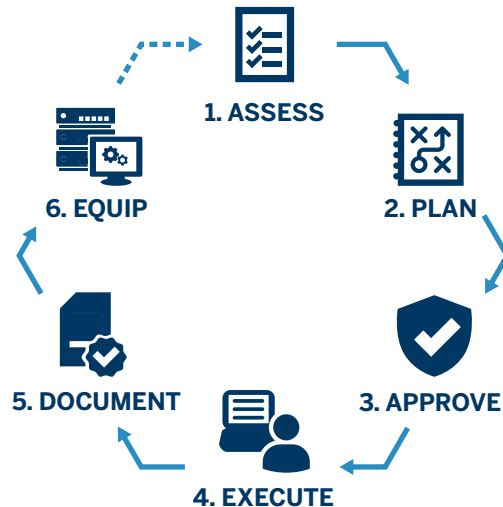 1. ASSESS
2. PLAN
3. APPROVE
4. EXECUTE
5. DOCUMENT
6. EQUIP